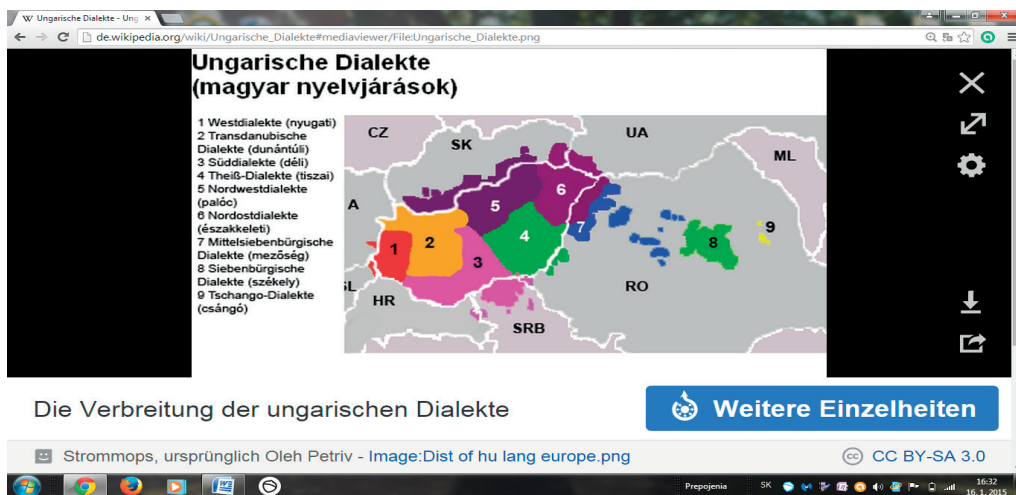 Ungarische Dialekte - Ung
de.wikipedia.org/wiki/Ungarische_Dialekte#mediaviewer/File:Ungarische_Dialekte.png
Ungarische Dialekte
(magyar nyelvjárások)
1 Westdialekte (nyugati)
2 Transdanubische
Dialekte (dunántúli)
3 Süddialekte (déli)
4 Theiß-Dialekte (tiszai)
5 Nordwestdialekte
(palóc)
6 Nordostdialekte
(északkeleti)
7 Mittelsiebenbürgische
Dialekte (mezőség)
8 Siebenbürgische
Dialekte (székely)
9 Tschango-Dialekte
(csángó)
CZ
SK
UA
ML
A
1
2
3
4
5
6
7
8
9
SL
HR
SRB
RO
Die Verbreitung der ungarischen Dialekte
Weitere Einzelheiten
Strommops, ursprünglich Oleh Petriv - Image:Dist of hu lang europe.png
cc CC BY-SA 3.0
Prepojenia
SK
16:32
16. 1. 2015